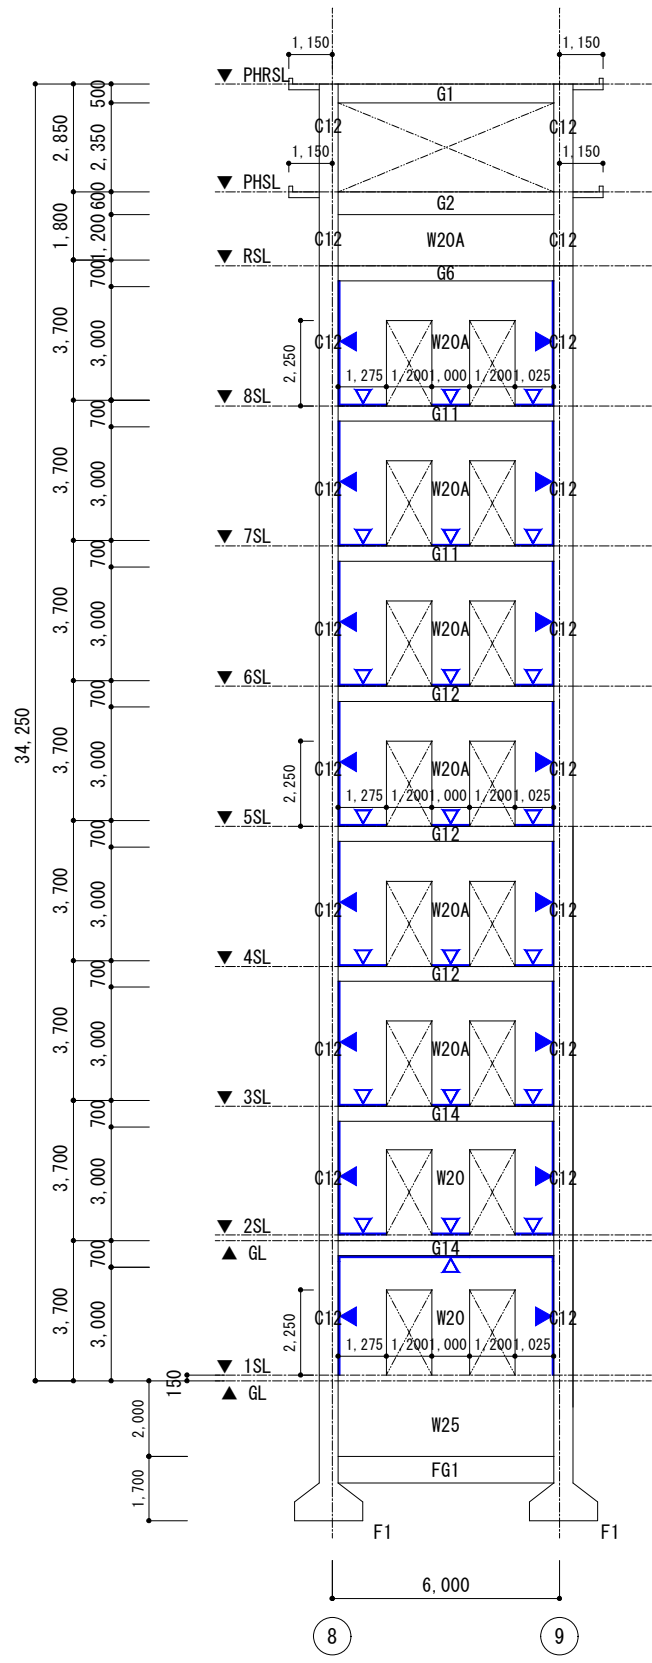 1,150
1,150
▼ PHRSL
G1
500
C12
C12
2,850
2,350
1,150
1,150
▼ PHSL
600
G2
1,800
1,200
C12
W20A
C12
▼ RSL
700
G6
3,700
3,000
2,250
C12
W20A
C12
1,275
1,200
1,000
1,200
1,025
▼ 8SL
G11
700
3,700
3,000
C12
W20A
C12
▼ 7SL
G11
700
3,700
3,000
C12
W20A
C12
▼ 6SL
G12
700
34,250
3,700
3,000
2,250
C12
W20A
C12
1,275
1,200
1,000
1,200
1,025
▼ 5SL
G12
700
3,700
3,000
C12
W20A
C12
▼ 4SL
G12
700
3,700
3,000
C12
W20A
C12
▼ 3SL
G14
700
3,700
3,000
C12
W20
C12
▼ 2SL
▲ GL
G14
700
3,700
3,000
2,250
C12
W20
C12
1,275
1,200
1,000
1,200
1,025
▼ 1SL
150
▲ GL
2,000
W25
FG1
1,700
F1
F1
6,000
8
9